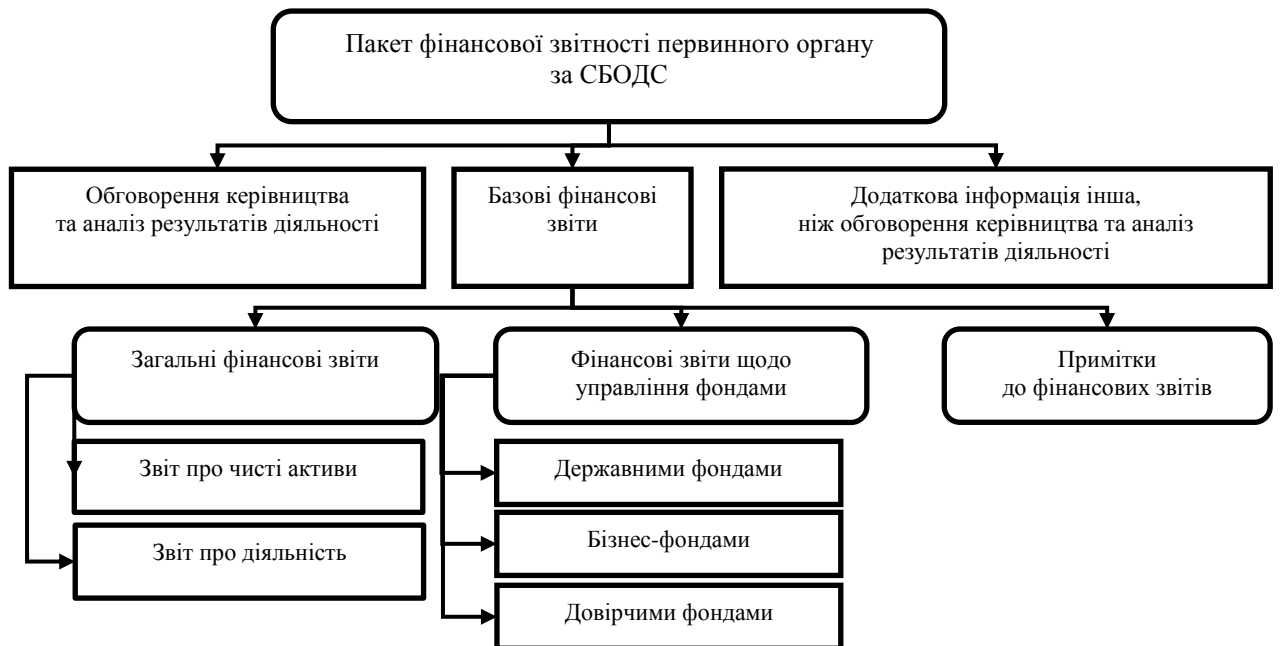 Пакет фінансової звітності первинного органу
за СБОДС
Обговорення керівництва
та аналіз результатів діяльності
Базові фінансові
звіти
Додаткова інформація інша,
ніж обговорення керівництва та аналіз
результатів діяльності
Загальні фінансові звіти
Фінансові звіти щодо
управління фондами
Примітки
до фінансових звітів
Звіт про чисті активи
Звіт про діяльність
Державними фондами
Бізнес-фондами
Довірчими фондами